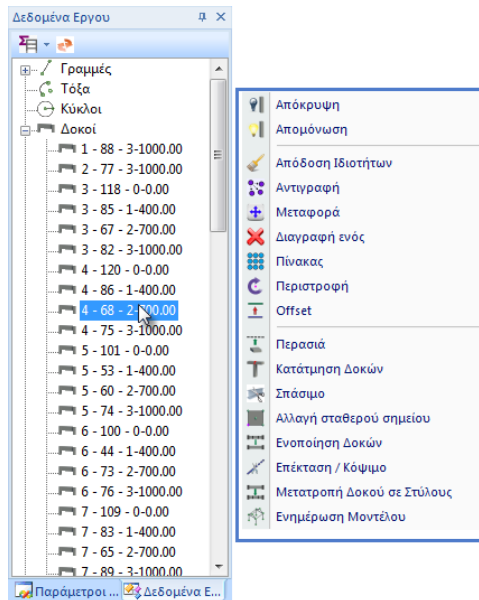 Δεδομένα Εργου
Γραμμές
Τόξα
Κύκλοι
Δοκοί
1 - 88 - 3-1000.00
2 - 77 - 3-1000.00
3 - 118 - 0-0.00
3 - 85 - 1-400.00
3 - 67 - 2-700.00
3 - 82 - 3-1000.00
4 - 120 - 0-0.00
4 - 86 - 1-400.00
4 - 68 - 2-700.00
4 - 75 - 3-1000.00
5 - 101 - 0-0.00
5 - 53 - 1-400.00
5 - 60 - 2-700.00
5 - 74 - 3-1000.00
6 - 100 - 0-0.00
6 - 44 - 1-400.00
6 - 73 - 2-700.00
6 - 76 - 3-1000.00
7 - 109 - 0-0.00
7 - 83 - 1-400.00
7 - 65 - 2-700.00
7 - 89 - 3-1000.00
Παράμετροι ... Δεδομένα Ε...
Απόκρυψη
Απομόνωση
Απόδοση Ιδιοτήτων
Αντιγραφή
Μεταφορά
Διαγραφή ενός
Πίνακας
Περιστροφή
Offset
Περασιά
Κατάτμηση Δοκών
Σπάσιμο
Αλλαγή σταθερού σημείου
Ενοποίηση Δοκών
Επέκταση / Κόψιμο
Μετατροπή Δοκού σε Στύλους
Ενημέρωση Μοντέλου